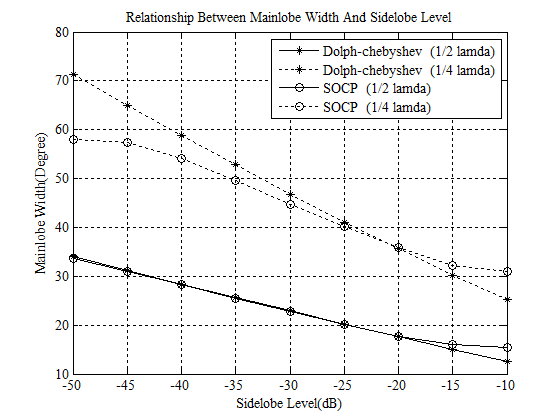 Relationship Between Mainlobe Width And Sidelobe Level
80
70
60
50
40
30
20
10
Mainlobe Width(Degree)
Dolph-chebyshev (1/2 lamda)
Dolph-chebyshev (1/4 lamda)
SOCP (1/2 lamda)
SOCP (1/4 lamda)
-50 -45 -40 -35 -30 -25 -20 -15 -10
Sidelobe Level(dB)